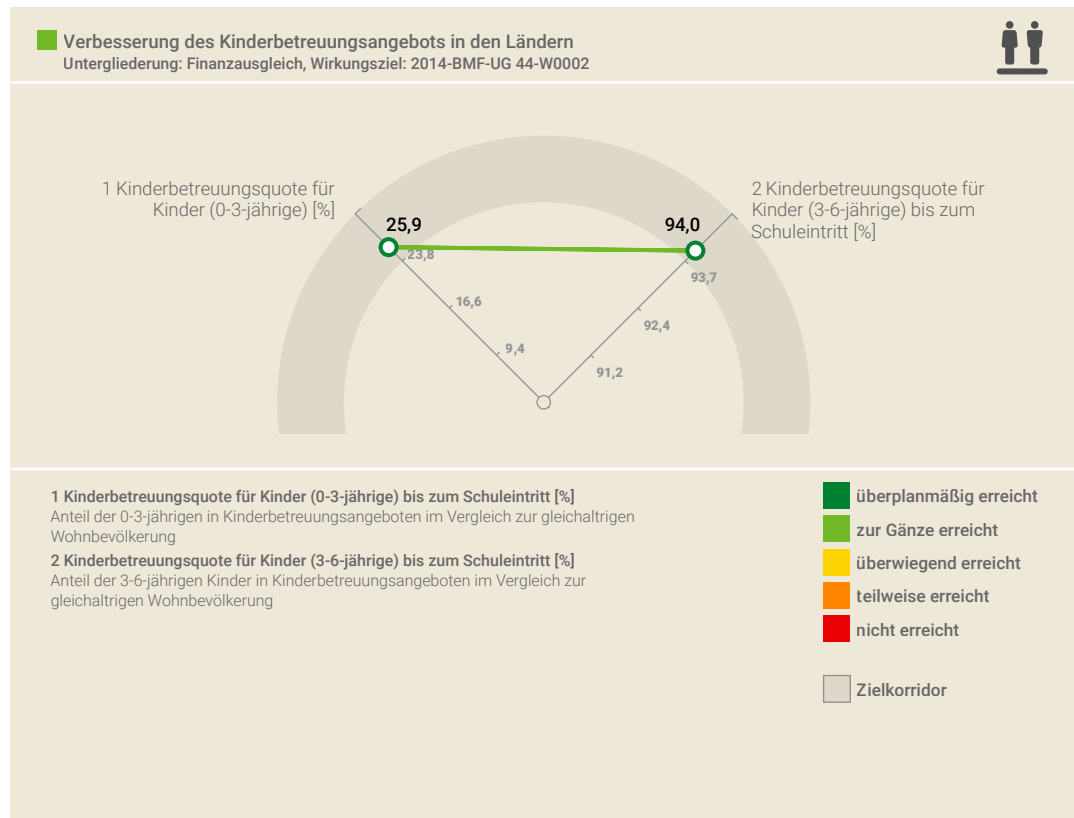 Verbesserung des Kinderbetreuungsangebots in den Ländern
Untergliederung: Finanzausgleich, Wirkungsziel: 2014-BMF-UG 44-W0002
1 Kinderbetreuungsquote für
Kinder (0-3-jährige) [%]
2 Kinderbetreuungsquote für
Kinder (3-6-jährige) bis zum
Schuleintritt [%]
25,9
94,0
23,8
93,7
16,6
92,4
9,4
91,2
1 Kinderbetreuungsquote für Kinder (0-3-jährige) bis zum Schuleintritt [%]
Anteil der 0-3-jährigen in Kinderbetreuungsangeboten im Vergleich zur gleichaltrigen
Wohnbevölkerung
2 Kinderbetreuungsquote für Kinder (3-6-jährige) bis zum Schuleintritt [%]
Anteil der 3-6-jährigen Kinder in Kinderbetreuungsangeboten im Vergleich zur
gleichaltrigen Wohnbevölkerung
überplanmäßig erreicht
zur Gänze erreicht
überwiegend erreicht
teilweise erreicht
nicht erreicht
Zielkorridor